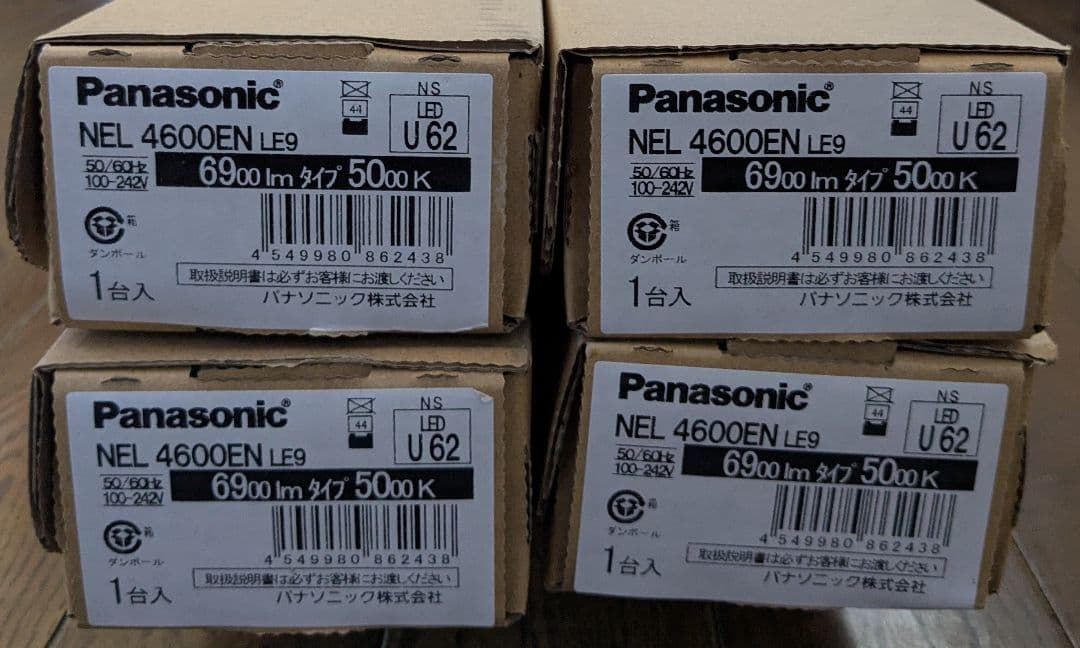 Panasonic®
NS
LED
U 62
44
NEL 4600EN LE9
50/60Hz
100-242V
6900 lm タイプ 5000 K
箱
ダンボール
4 549980 862438
取扱説明書は必ずお客様にお渡しください
1台入
パナソニック株式会社
Panasonic®
NS
LED
U 62
44
NEL 4600EN LE9
50/60Hz
100-242V
6900 lm タイプ 5000 K
箱
ダンボール
4 549980 862438
取扱説明書は必ずお客様にお渡しください
1台入
パナソニック株式会社
Panasonic®
NS
LED
U 62
44
NEL 4600EN LE9
50/60Hz
100-242V
6900 lm タイプ 5000 K
箱
ダンボール
4 549980 862438
取扱説明書は必ずお客様にお渡しください
1台入
パナソニック株式会社
Panasonic®
NS
LED
U 62
44
NEL 4600EN LE9
50/60Hz
100-242V
6900 lm タイプ 5000 K
箱
ダンボール
4 549980 862438
取扱説明書は必ずお客様にお渡しください
1台入
パナソニック株式会社